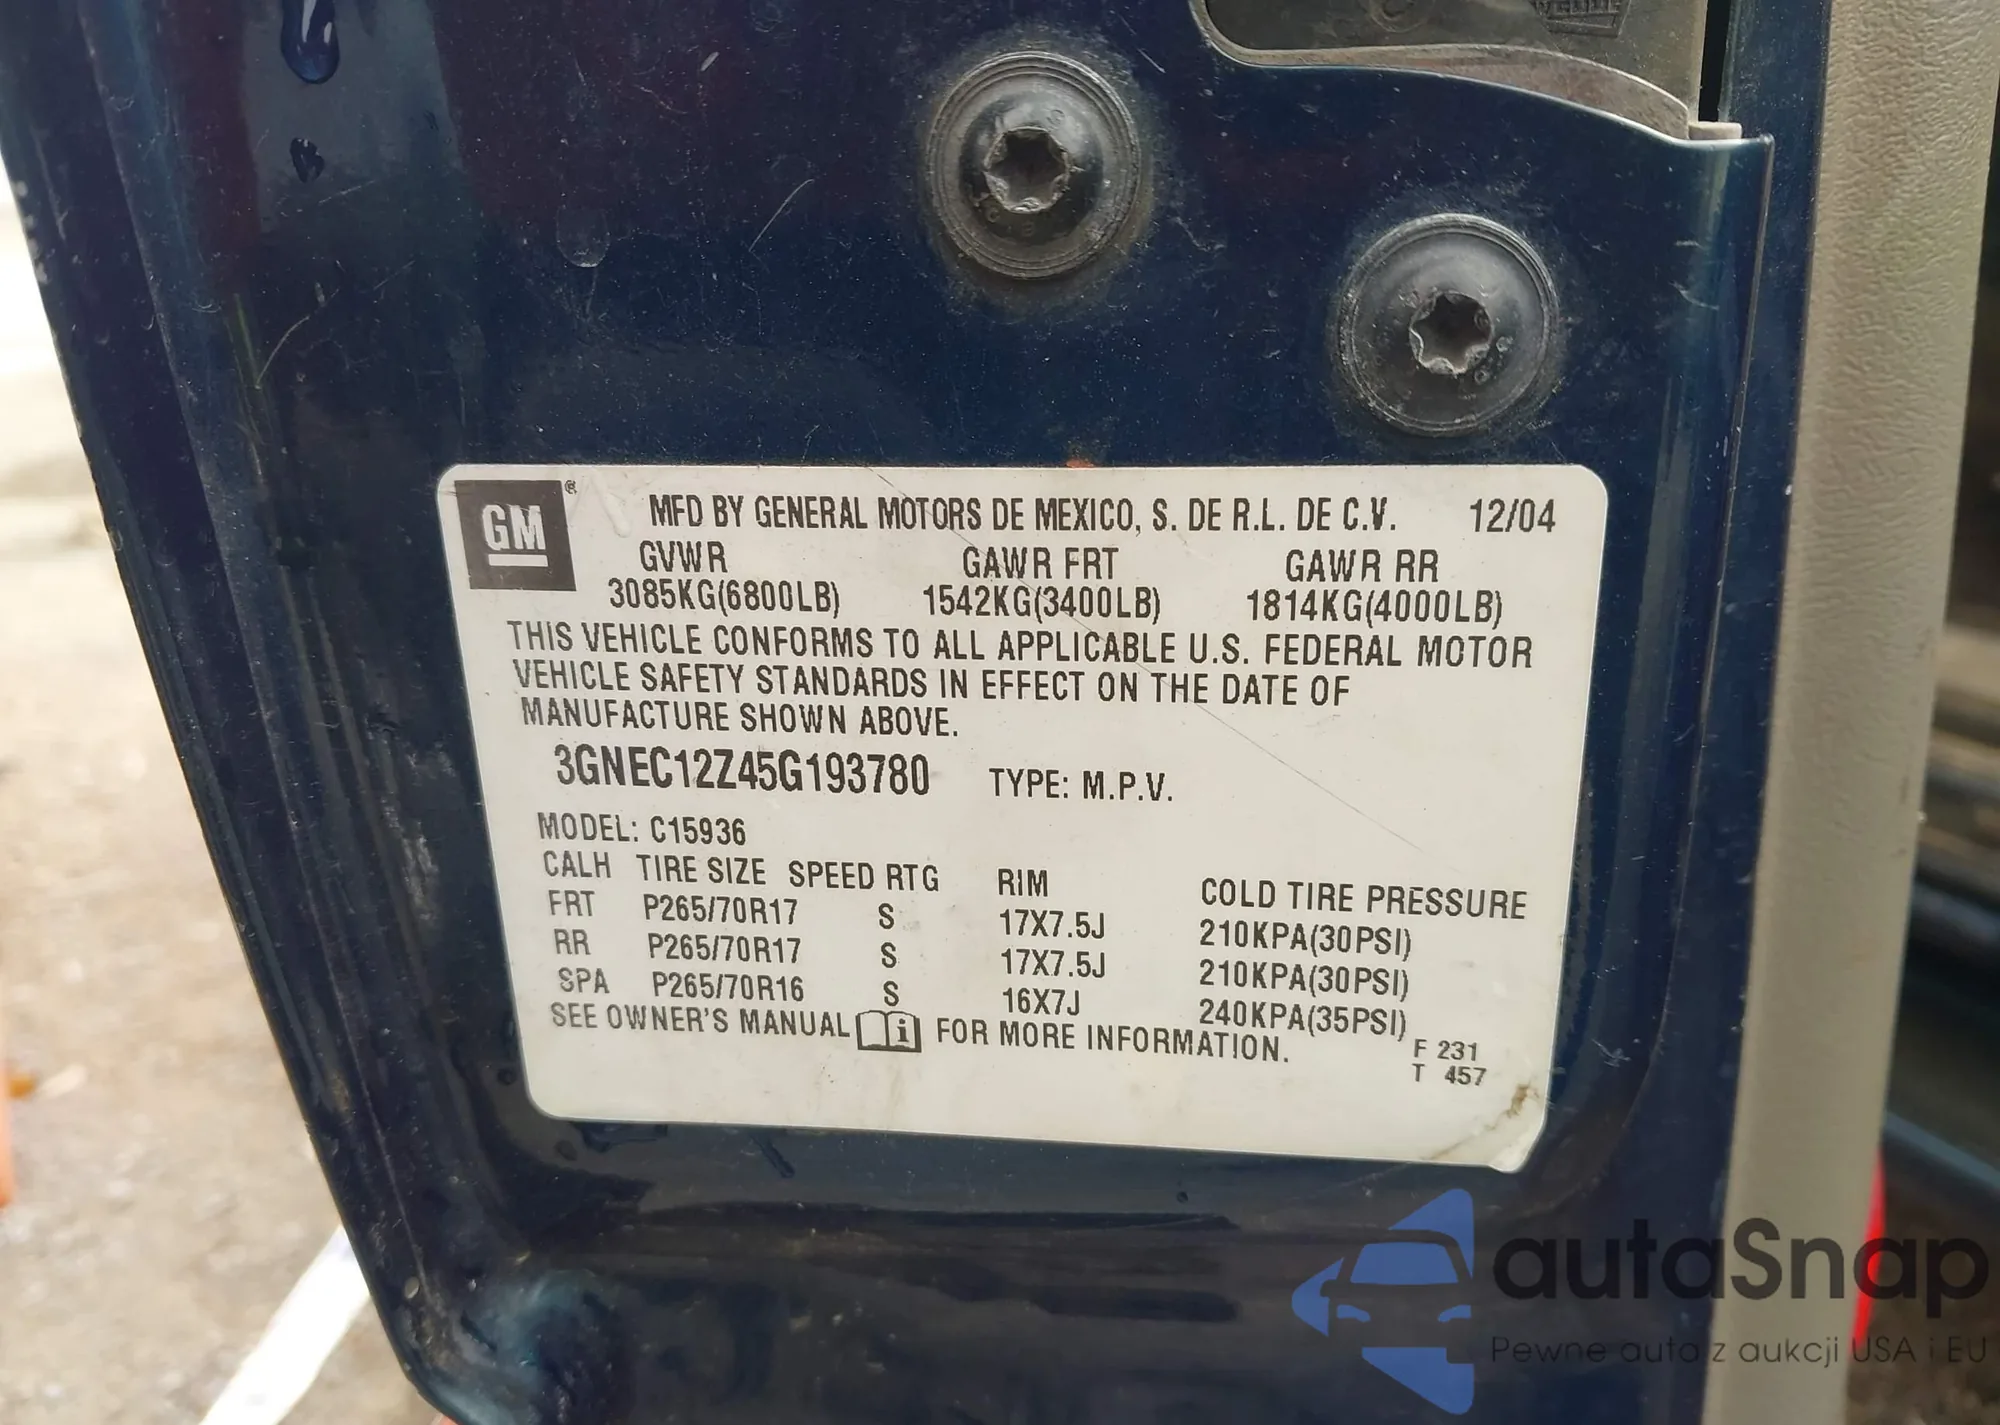 GM ® MFD BY GENERAL MOTORS DE MEXICO, S. DE R.L. DE C.V. 12/04
GVWR GAWR FRT GAWR RR
3085KG(6800LB) 1542KG(3400LB) 1814KG(4000LB)
THIS VEHICLE CONFORMS TO ALL APPLICABLE U.S. FEDERAL MOTOR
VEHICLE SAFETY STANDARDS IN EFFECT ON THE DATE OF
MANUFACTURE SHOWN ABOVE.
3GNEC12Z45G193780 TYPE: M.P.V.
MODEL: C15936
CALH TIRE SIZE SPEED RTG RIM COLD TIRE PRESSURE
FRT P265/70R17 S 17X7.5J 210KPA(30PSI)
RR P265/70R17 S 17X7.5J 210KPA(30PSI)
SPA P265/70R16 S 16X7J 240KPA(35PSI)
SEE OWNER'S MANUAL i FOR MORE INFORMATION.
F 231
T 457
autaSnap
Pewne auta z aukcji USA i EU